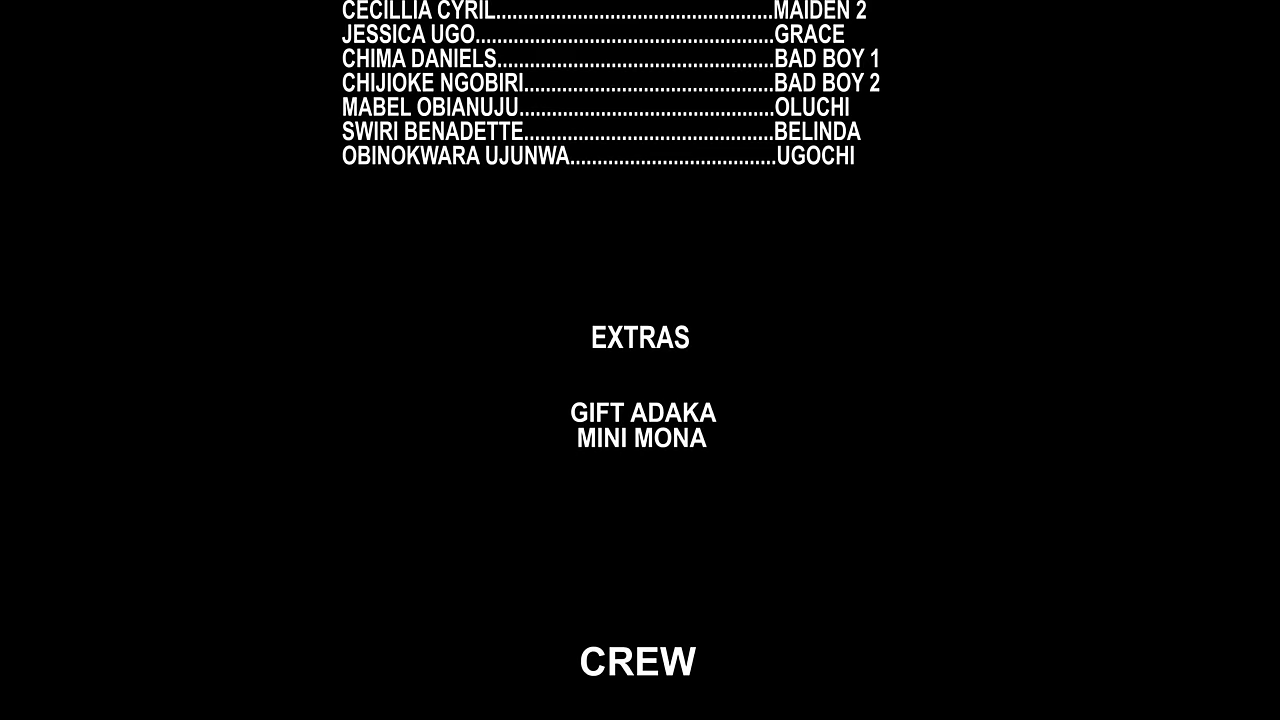 CECILLIA CYRIL...................................................MAIDEN 2
JESSICA UGO.......................................................GRACE
CHIMA DANIELS...................................................BAD BOY 1
CHIJIOKE NGOBIRI..............................................BAD BOY 2
MABEL OBIANUJU...............................................OLUCHI
SWIRI BENADETTE..............................................BELINDA
OBINOKWARA UJUNWA......................................UGOCHI
EXTRAS
GIFT ADAKA
MINI MONA
CREW